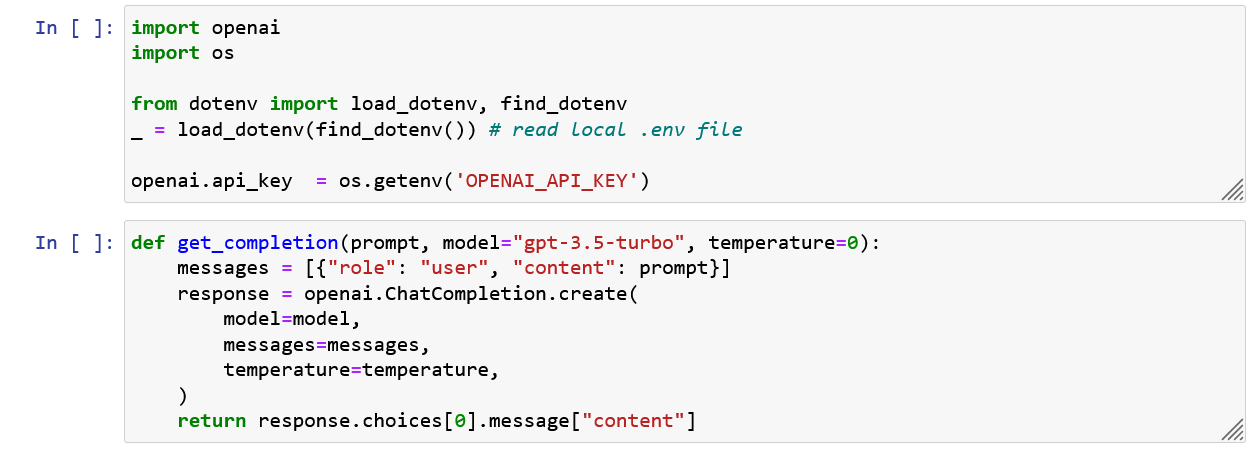 In [ ]: import openai
import os
from dotenv import load_dotenv, find_dotenv
_ = load_dotenv(find_dotenv()) # read local .env file
openai.api_key  = os.getenv('OPENAI_API_KEY')
In [ ]: def get_completion(prompt, model="gpt-3.5-turbo", temperature=0):
    messages = [{"role": "user", "content": prompt}]
    response = openai.ChatCompletion.create(
        model=model,
        messages=messages,
        temperature=temperature,
    )
    return response.choices[0].message["content"]